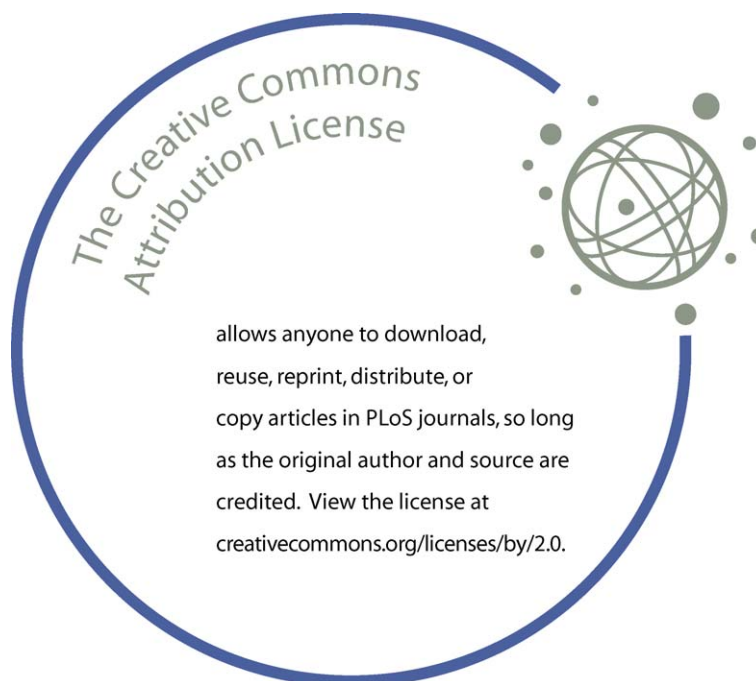 The Creative Commons
Attribution License
allows anyone to download,
reuse, reprint, distribute, or
copy articles in PLoS journals, so long
as the original author and source are
credited. View the license at
creativecommons.org/licenses/by/2.0.